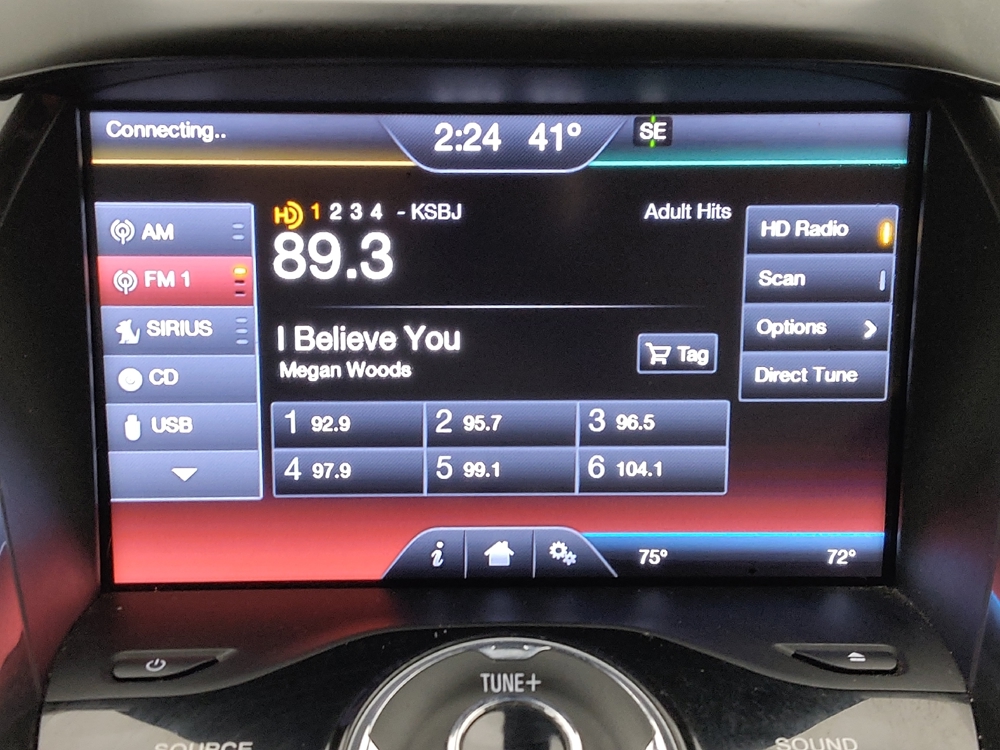 Connecting..
2:24 41° SE
AM
FM 1
SIRIUS
CD
USB
HD 1 2 3 4 - KSBJ
Adult Hits
89.3
I Believe You
Megan Woods
Tag
1 92.9 2 95.7 3 96.5
4 97.9 5 99.1 6 104.1
HD Radio
Scan
Options
Direct Tune
i
75° 72°
TUNE+
SOURCE
SOUND